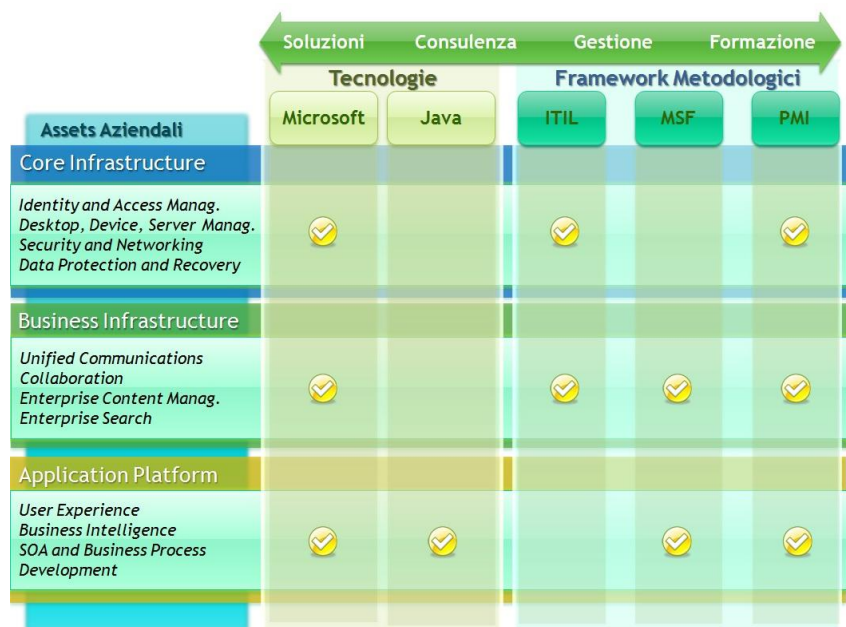 Soluzioni Consulenza Gestione Formazione
Tecnologie Framework Metodologici
Assets Aziendali Microsoft Java ITIL MSF PMI
Core Infrastructure
Identity and Access Manag.
Desktop, Device, Server Manag.
Security and Networking
Data Protection and Recovery
Business Infrastructure
Unified Communications
Collaboration
Enterprise Content Manag.
Enterprise Search
Application Platform
User Experience
Business Intelligence
SOA and Business Process
Development